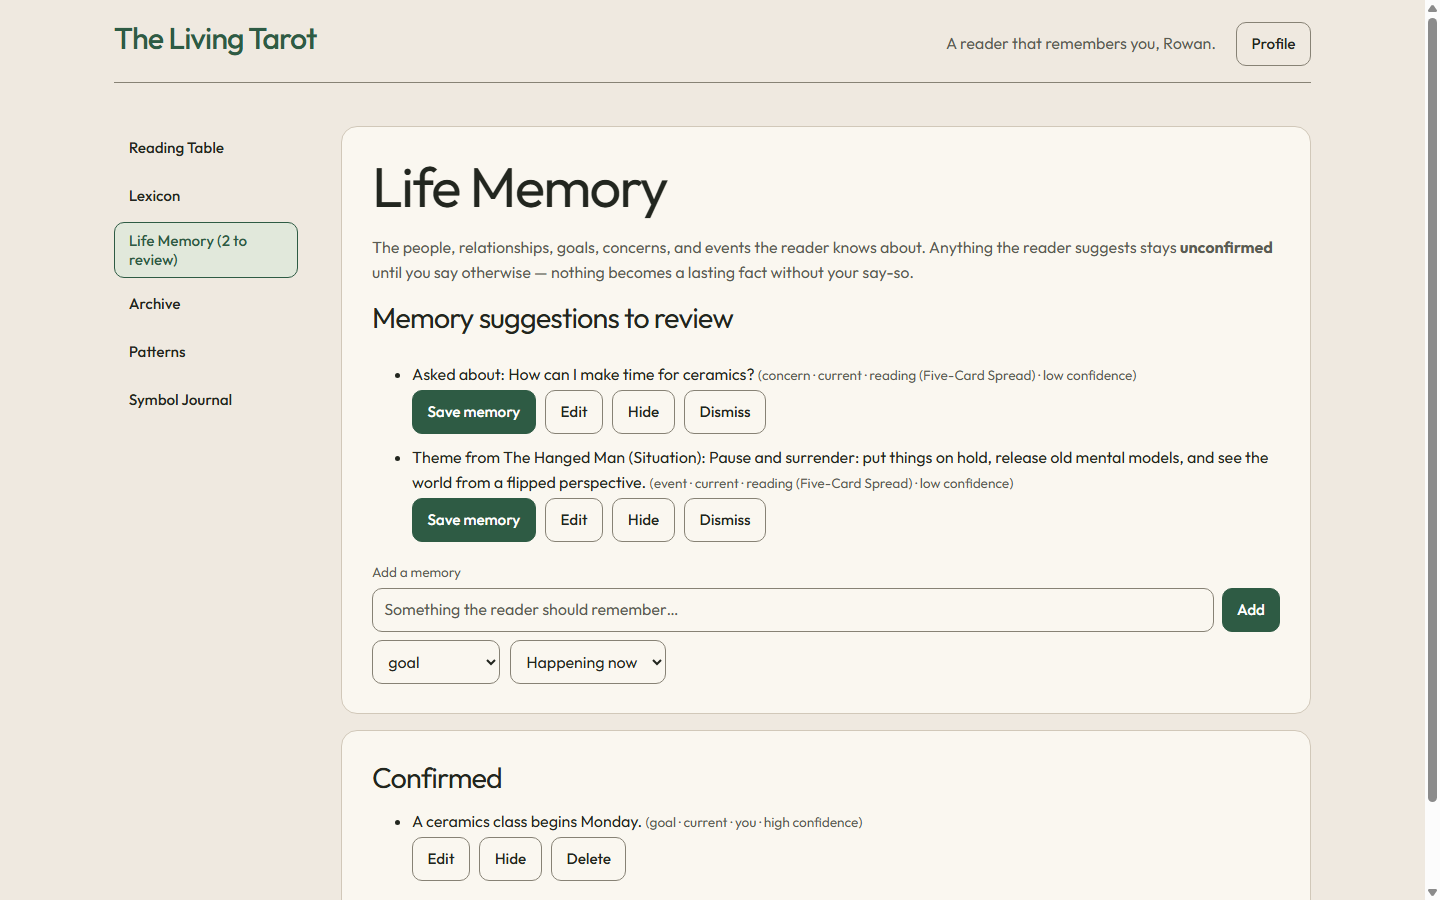 The Living Tarot
A reader that remembers you, Rowan.
Profile
Reading Table
Lexicon
Life Memory (2 to
review)
Archive
Patterns
Symbol Journal
Life Memory
The people, relationships, goals, concerns, and events the reader knows about. Anything the reader suggests stays unconfirmed
until you say otherwise — nothing becomes a lasting fact without your say-so.
Memory suggestions to review
Asked about: How can I make time for ceramics? (concern · current · reading (Five-Card Spread) · low confidence)
Save memory Edit Hide Dismiss
Theme from The Hanged Man (Situation): Pause and surrender: put things on hold, release old mental models, and see the
world from a flipped perspective. (event · current · reading (Five-Card Spread) · low confidence)
Save memory Edit Hide Dismiss
Add a memory
Something the reader should remember… Add
goal Happening now
Confirmed
A ceramics class begins Monday. (goal · current · you · high confidence)
Edit Hide Delete